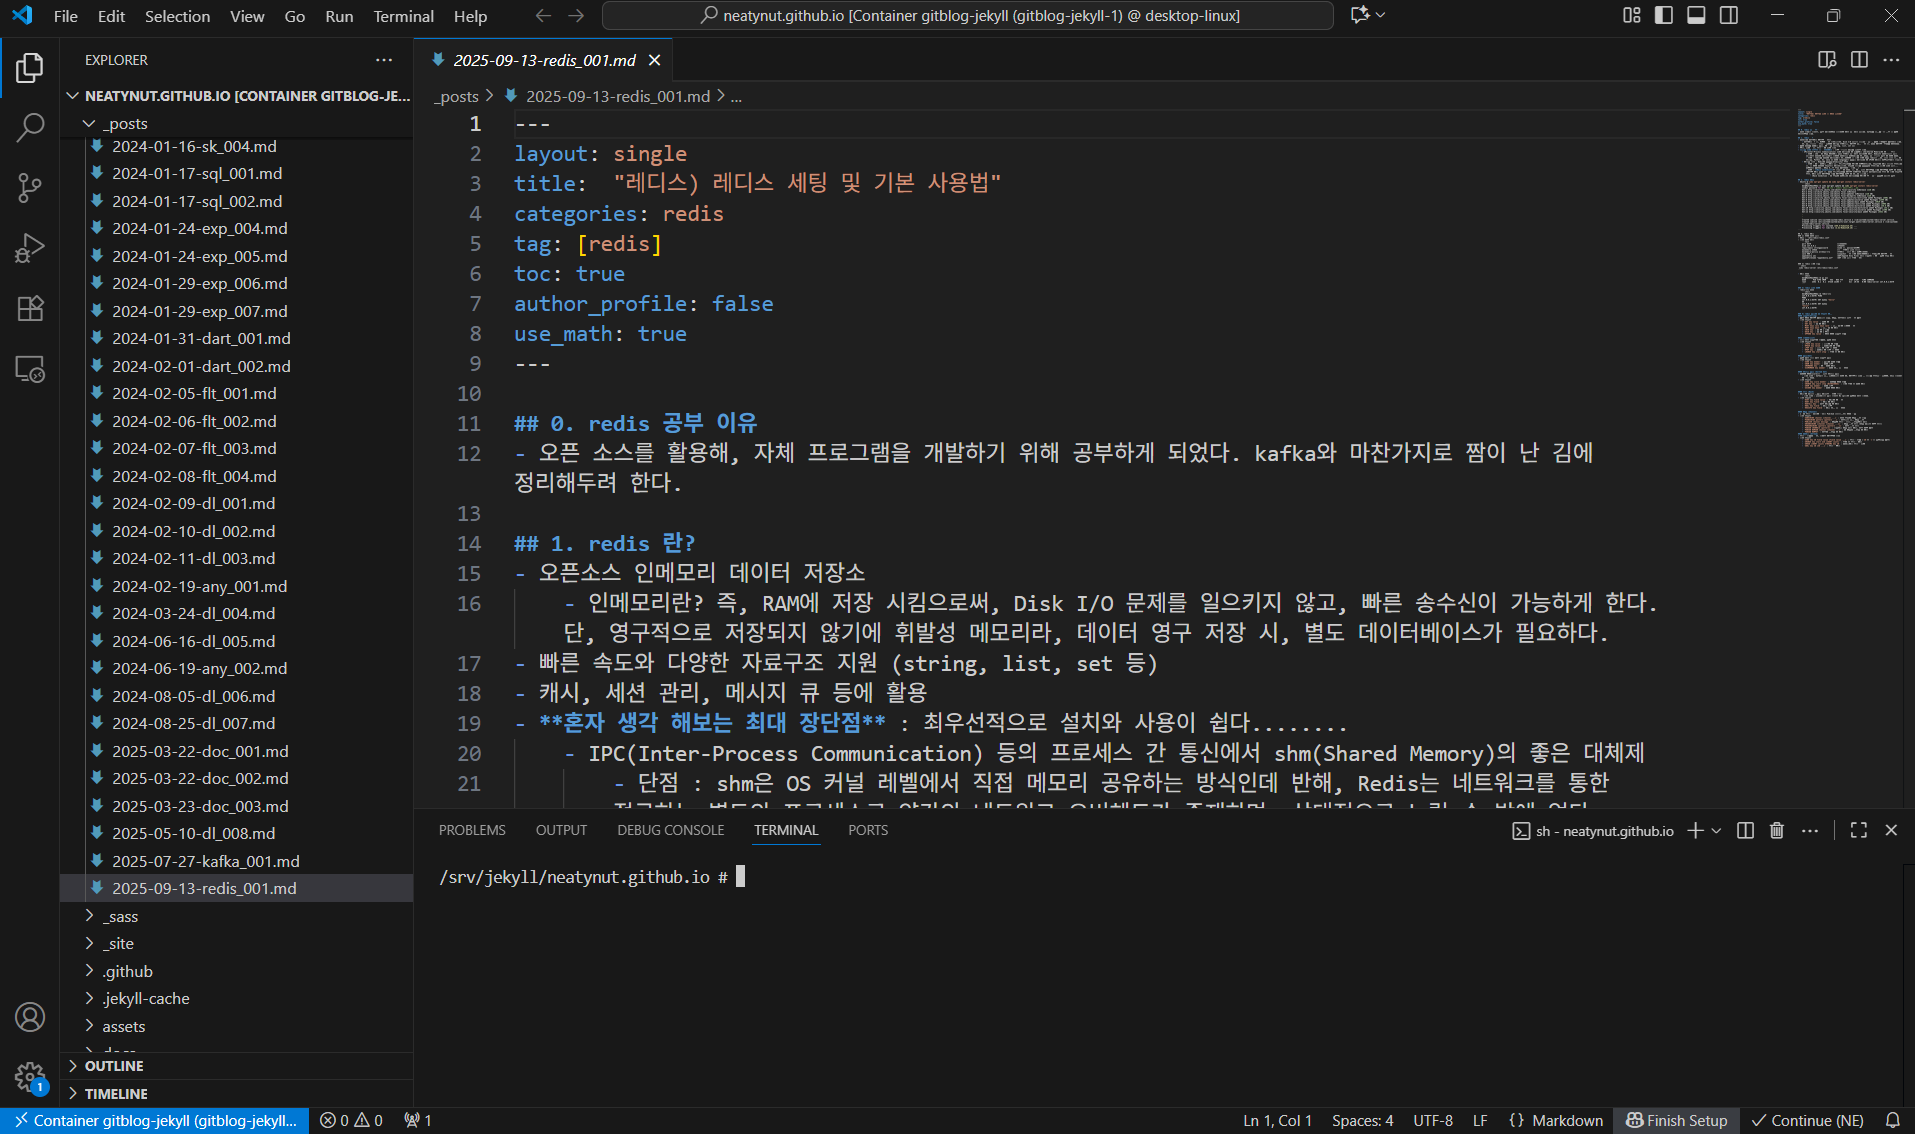 File Edit Selection View Go Run Terminal Help
neatynut.github.io [Container gitblog-jekyll (gitblog-jekyll-1) @ desktop-linux]
EXPLORER
NEATYNUT.GITHUB.IO [CONTAINER GITBLOG-JE...
_posts
2024-01-16-sk_004.md
2024-01-17-sql_001.md
2024-01-17-sql_002.md
2024-01-24-exp_004.md
2024-01-24-exp_005.md
2024-01-29-exp_006.md
2024-01-29-exp_007.md
2024-01-31-dart_001.md
2024-02-01-dart_002.md
2024-02-05-flt_001.md
2024-02-06-flt_002.md
2024-02-07-flt_003.md
2024-02-08-flt_004.md
2024-02-09-dl_001.md
2024-02-10-dl_002.md
2024-02-11-dl_003.md
2024-02-19-any_001.md
2024-03-24-dl_004.md
2024-06-16-dl_005.md
2024-06-19-any_002.md
2024-08-05-dl_006.md
2024-08-25-dl_007.md
2025-03-22-doc_001.md
2025-03-22-doc_002.md
2025-03-23-doc_003.md
2025-05-10-dl_008.md
2025-07-27-kafka_001.md
2025-09-13-redis_001.md
_sass
_site
.github
.jekyll-cache
assets
OUTLINE
TIMELINE
2025-09-13-redis_001.md
_posts > 2025-09-13-redis_001.md > ...
1 ---
2 layout: single
3 title:  "레디스) 레디스 세팅 및 기본 사용법"
4 categories: redis
5 tag: [redis]
6 toc: true
7 author_profile: false
8 use_math: true
9 ---
10
11 ## 0. redis 공부 이유
12 - 오픈 소스를 활용해, 자체 프로그램을 개발하기 위해 공부하게 되었다. kafka와 마찬가지로 짬이 난 김에
정리해두려 한다.
13
14 ## 1. redis 란?
15 - 오픈소스 인메모리 데이터 저장소
16 - 인메모리란? 즉, RAM에 저장 시킴으로써, Disk I/O 문제를 일으키지 않고, 빠른 송수신이 가능하게 한다.
단, 영구적으로 저장되지 않기에 휘발성 메모리라, 데이터 영구 저장 시, 별도 데이터베이스가 필요하다.
17 - 빠른 속도와 다양한 자료구조 지원 (string, list, set 등)
18 - 캐시, 세션 관리, 메시지 큐 등에 활용
19 - **혼자 생각 해보는 최대 장단점** : 최우선적으로 설치와 사용이 쉽다........
20 - IPC(Inter-Process Communication) 등의 프로세스 간 통신에서 shm(Shared Memory)의 좋은 대체제
21 - 단점 : shm은 OS 커널 레벨에서 직접 메모리 공유하는 방식인데 반해, Redis는 네트워크를 통한
PROBLEMS OUTPUT DEBUG CONSOLE TERMINAL PORTS
sh - neatynut.github.io
/srv/jekyll/neatynut.github.io #
1
Container gitblog-jekyll (gitblog-jekyll... 0 0 1
Ln 1, Col 1 Spaces: 4 UTF-8 LF {} Markdown Finish Setup Continue (NE)